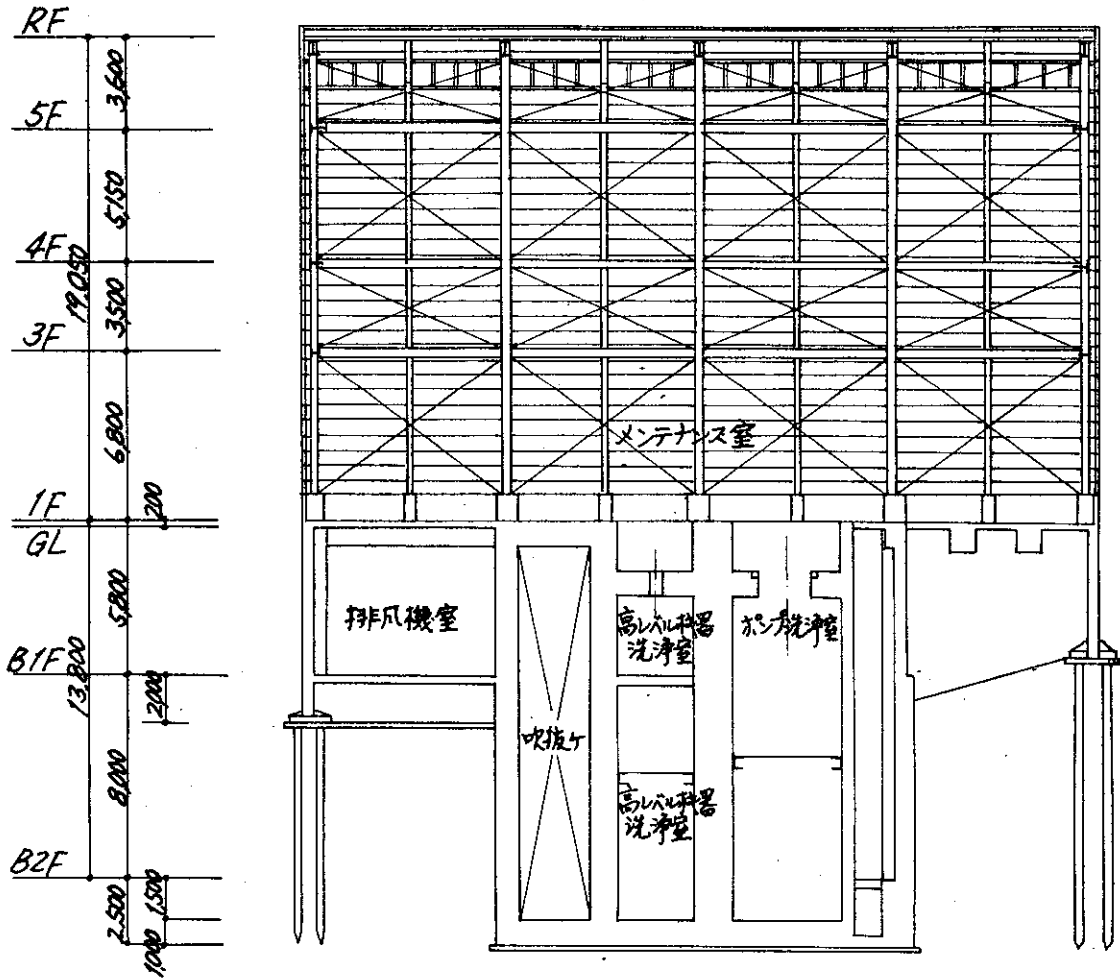 RF
3,600
5F
5,150
4F
19,050
3,500
3F
6,800
1F
200
GL
5,800
B1F
13,800
2,000
8,000
B2F
2,500
1,500
1,000
メンテナンス室
排風機室
高レベル機器
洗浄室
ポンプ洗浄室
吹抜ケ
高レベル機器
洗浄室